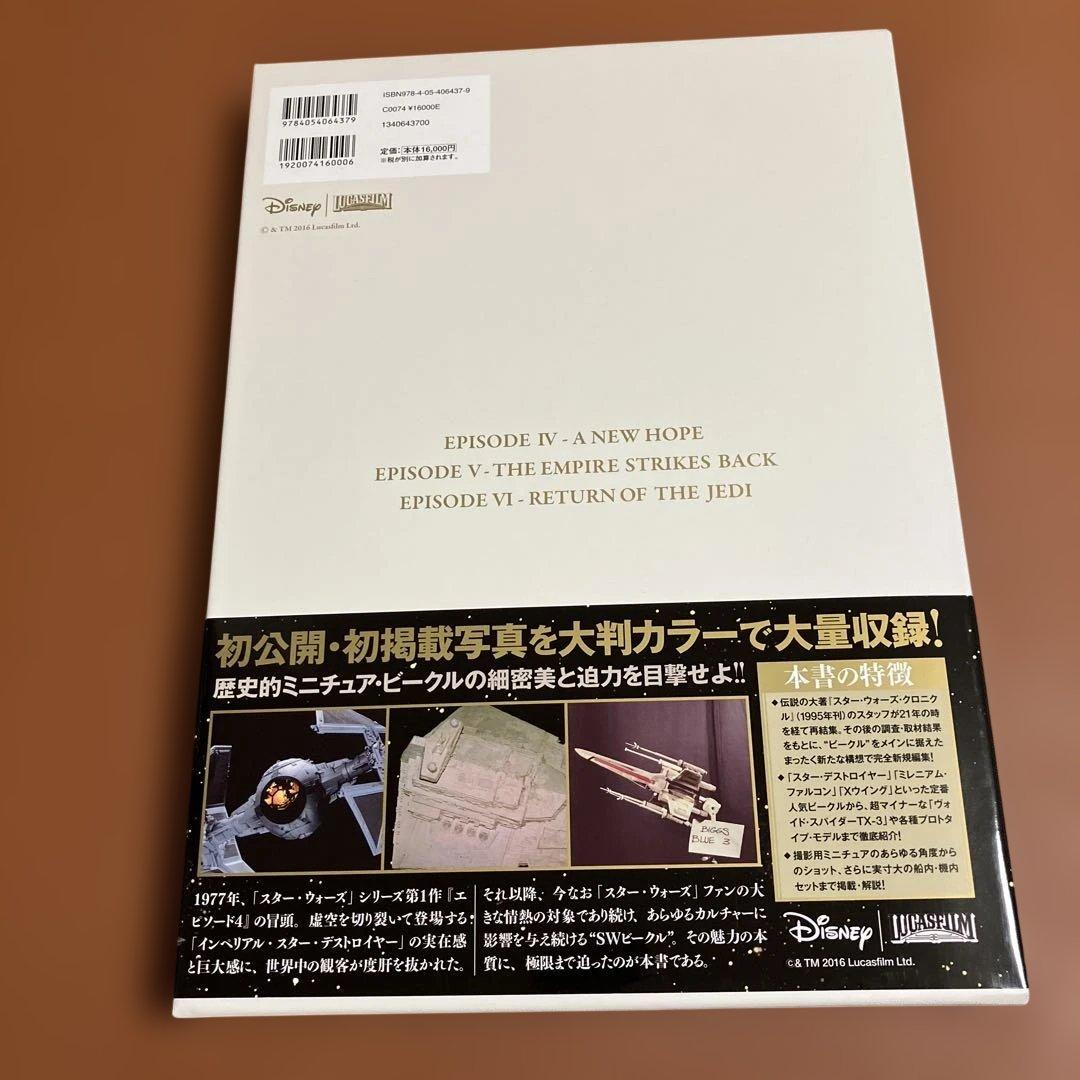 ISBN978-4-05-406437-9
C0074 ¥16000E
1340643700
定価:本体16,000円
※税が別に加算されます。
9784054064379
1920074160006
Disney
LUCASFILM
© & TM 2016 Lucasfilm Ltd.
EPISODE IV - A NEW HOPE
EPISODE V - THE EMPIRE STRIKES BACK
EPISODE VI - RETURN OF THE JEDI
初公開・初掲載写真を大判カラーで大量収録!
歴史的ミニチュア・ビークルの細密美と迫力を目撃せよ!!
BIGGS
BLUE 3
1977年、「スター・ウォーズ」シリーズ第1作『エ
ピソード4』の冒頭。虚空を切り裂いて登場する
「インペリアル・スター・デストロイヤー」の実在感
と巨大感に、世界中の観客が度肝を抜かれた。
それ以降、今なお「スター・ウォーズ」ファンの大
きな情熱の対象であり続け、あらゆるカルチャーに
影響を与え続ける“SWビークル”。その魅力の本
質に、極限まで迫ったのが本書である。
本書の特徴
◆伝説の大著『スター・ウォーズ・クロニク
ル』(1995年刊)のスタッフが21年の時
を経て再結集。その後の調査・取材結果
をもとに、“ビークル”をメインに据えた
まったく新たな構想で完全新規編集!
◆「スター・デストロイヤー」「ミレニアム・
ファルコン」「Xウイング」といった定番
人気ビークルから、超マイナーな「ヴォ
イド・スパイダーTX-3」や各種プロトタ
イプ・モデルまで徹底紹介!
◆撮影用ミニチュアのあらゆる角度から
のショット、さらに実寸大の船内・機内
セットまで掲載・解説!
Disney
LUCASFILM
© & TM 2016 Lucasfilm Ltd.